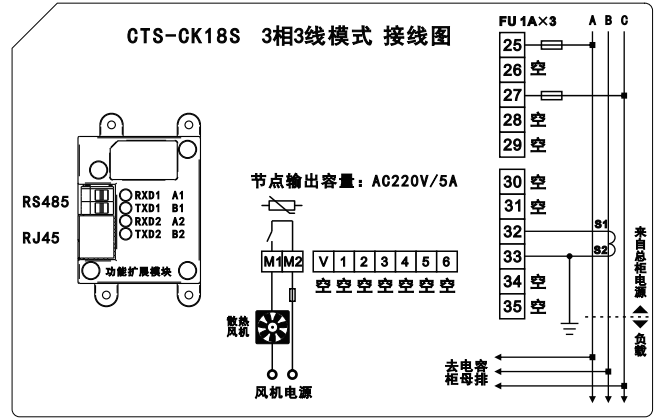 CTS-CK18S 3相3线模式 接线图
FU 1A×3 A B C
25
26 空
27
28 空
29 空
30 空
31 空
32 S1
33 S2
34 空
35 空
来自总柜电源
负载
去电容
柜母排
节点输出容量：AC220V/5A
M1 M2 V 1 2 3 4 5 6
空 空 空 空 空 空 空
散热
风机
风机电源
RS485
RJ45
RXD1 A1
TXD1 B1
RXD2 A2
TXD2 B2
功能扩展模块